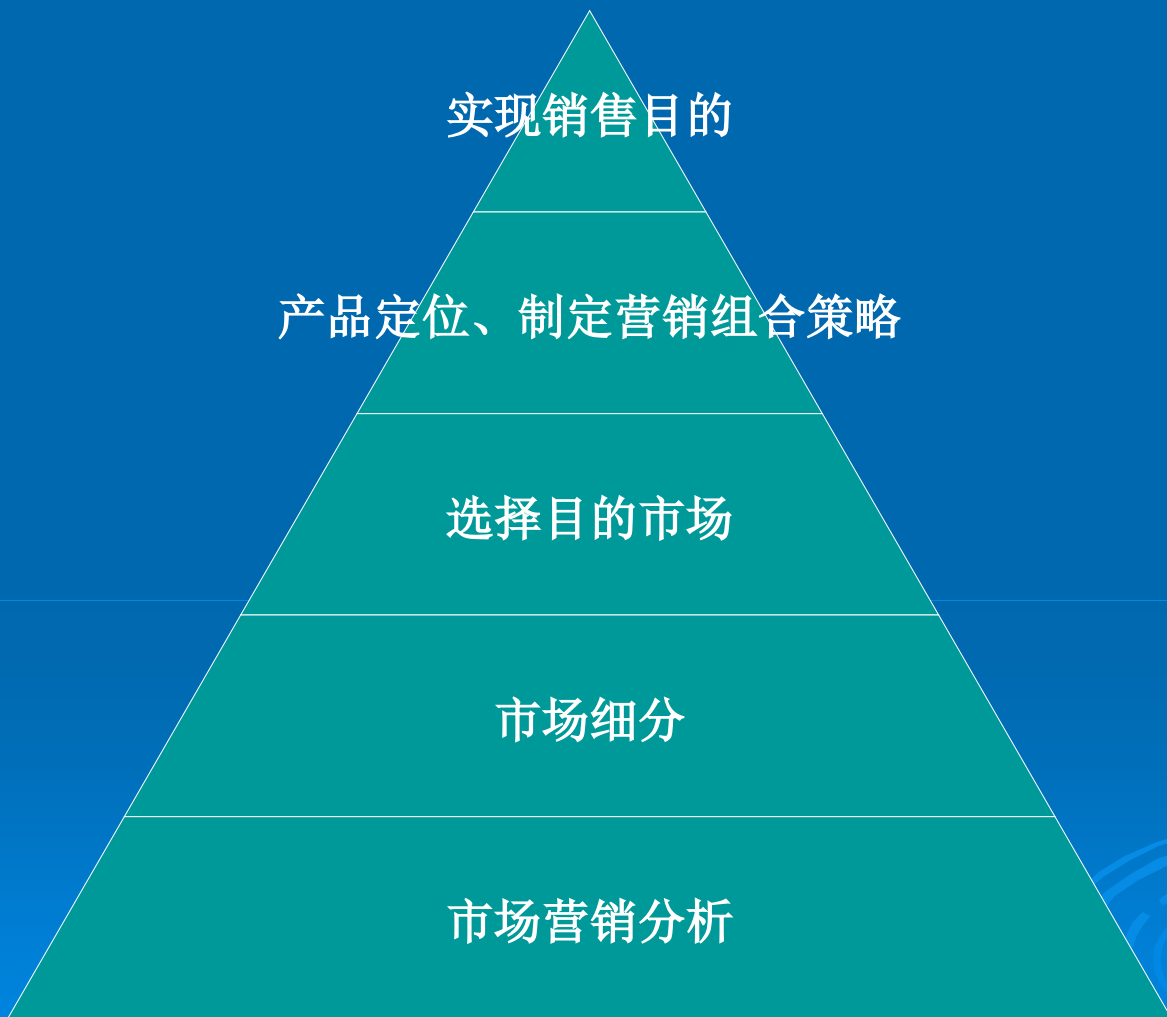 实现销售目的
产品定位、制定营销组合策略
选择目的市场
市场细分
市场营销分析